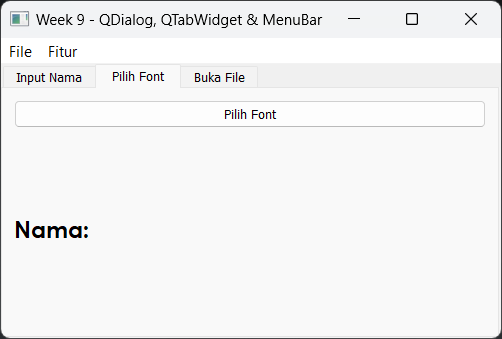 Week 9 - QDialog, QTabWidget & MenuBar
File Fitur
Input Nama Pilih Font Buka File
Pilih Font
Nama: